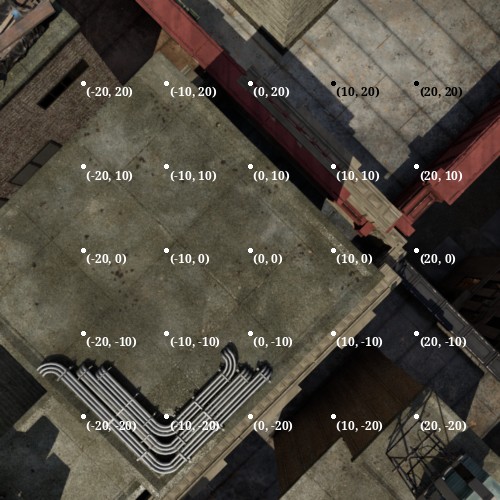 (-20, 20) (-10, 20) (0, 20) (10, 20) (20, 20)
(-20, 10) (-10, 10) (0, 10) (10, 10) (20, 10)
(-20, 0) (-10, 0) (0, 0) (10, 0) (20, 0)
(-20, -10) (-10, -10) (0, -10) (10, -10) (20, -10)
(-20, -20) (-10, -20) (0, -20) (10, -20) (20, -20)